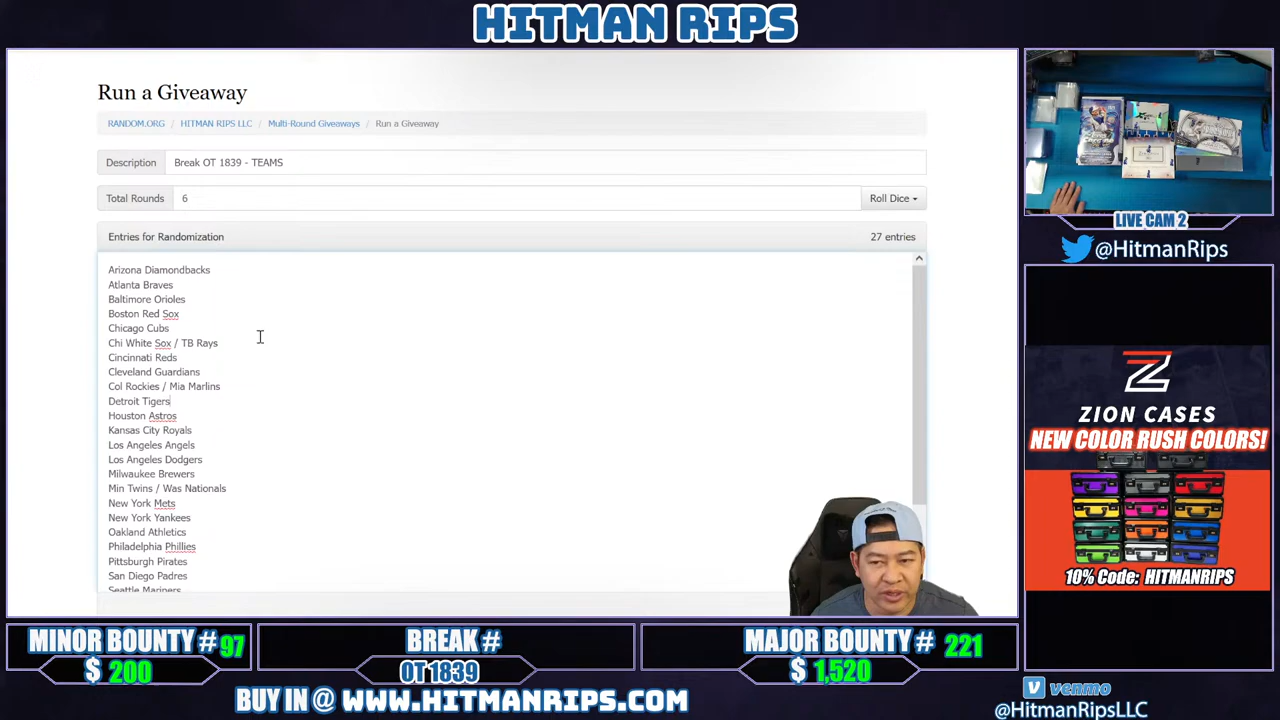 HITMAN RIPS
Run a Giveaway
RANDOM.ORG / HITMAN RIPS LLC / Multi-Round Giveaways / Run a Giveaway
Description Break OT 1839 - TEAMS
Total Rounds 6 Roll Dice
Entries for Randomization 27 entries
Arizona Diamondbacks
Atlanta Braves
Baltimore Orioles
Boston Red Sox
Chicago Cubs
Chi White Sox / TB Rays
Cincinnati Reds
Cleveland Guardians
Col Rockies / Mia Marlins
Detroit Tigers
Houston Astros
Kansas City Royals
Los Angeles Angels
Los Angeles Dodgers
Milwaukee Brewers
Min Twins / Was Nationals
New York Mets
New York Yankees
Oakland Athletics
Philadelphia Phillies
Pittsburgh Pirates
San Diego Padres
Seattle Mariners
LIVE CAM 2
@HitmanRips
ZION CASES
NEW COLOR RUSH COLORS!
10% Code: HITMANRIPS
MINOR BOUNTY # 97
$ 200
BREAK #
OT 1839
MAJOR BOUNTY # 221
$ 1,520
BUY IN @ WWW.HITMANRIPS.COM
venmo
@HitmanRipsLLC